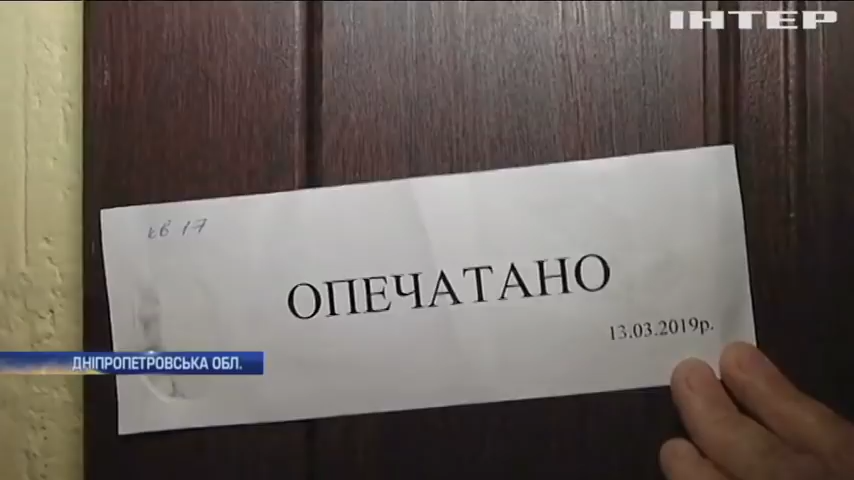 ІНТЕР
кв 17
ОПЕЧАТАНО
13.03.2019р.
ДНІПРОПЕТРОВСЬКА ОБЛ.